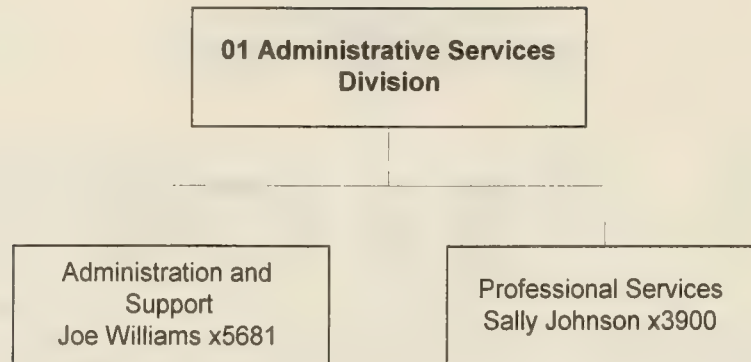 01 Administrative Services
Division
Administration and
Support
Joe Williams x5681
Professional Services
Sally Johnson x3900